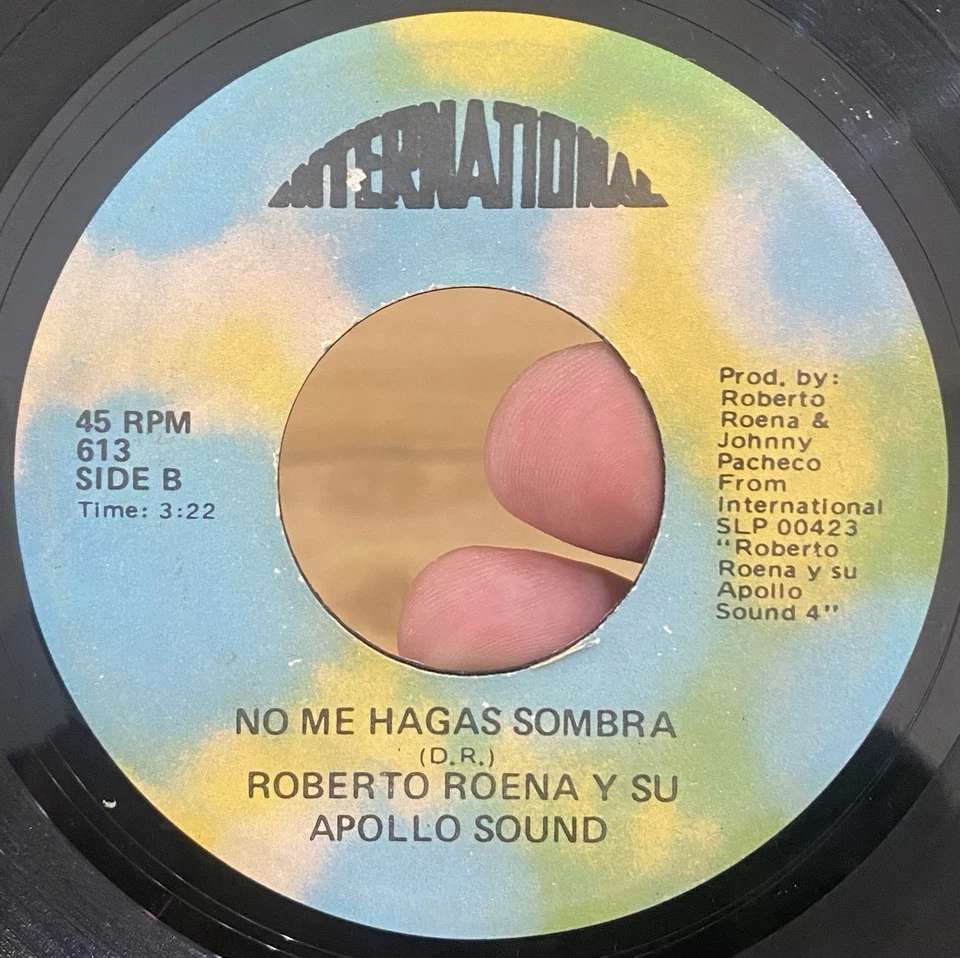 INTERNATIONAL
45 RPM
613
SIDE B
Time: 3:22
Prod. by:
Roberto
Roena &
Johnny
Pacheco
From
International
SLP 00423
"Roberto
Roena y su
Apollo
Sound 4"
NO ME HAGAS SOMBRA
(D.R.)
ROBERTO ROENA Y SU
APOLLO SOUND